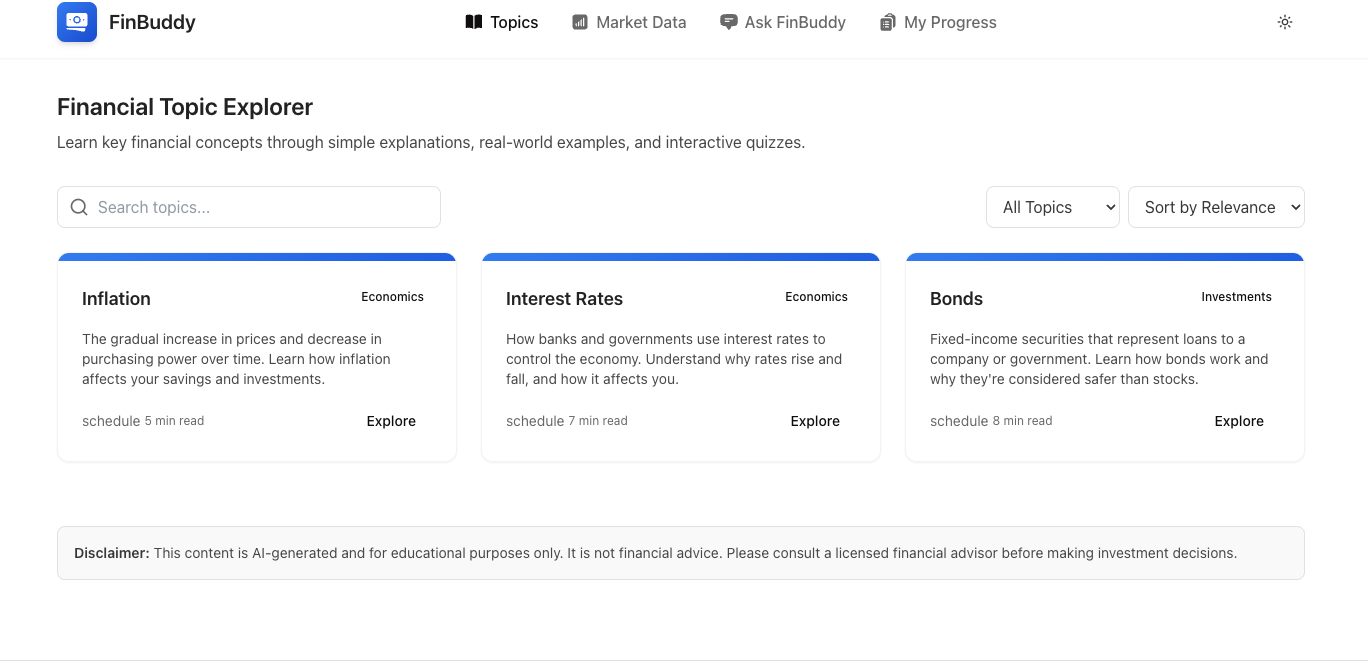 FinBuddy
Topics
Market Data
Ask FinBuddy
My Progress
Financial Topic Explorer
Learn key financial concepts through simple explanations, real-world examples, and interactive quizzes.
Search topics...
All Topics
Sort by Relevance
Inflation
Economics
The gradual increase in prices and decrease in
purchasing power over time. Learn how inflation
affects your savings and investments.
schedule 5 min read
Explore
Interest Rates
Economics
How banks and governments use interest rates to
control the economy. Understand why rates rise and
fall, and how it affects you.
schedule 7 min read
Explore
Bonds
Investments
Fixed-income securities that represent loans to a
company or government. Learn how bonds work and
why they're considered safer than stocks.
schedule 8 min read
Explore
Disclaimer: This content is AI-generated and for educational purposes only. It is not financial advice. Please consult a licensed financial advisor before making investment decisions.